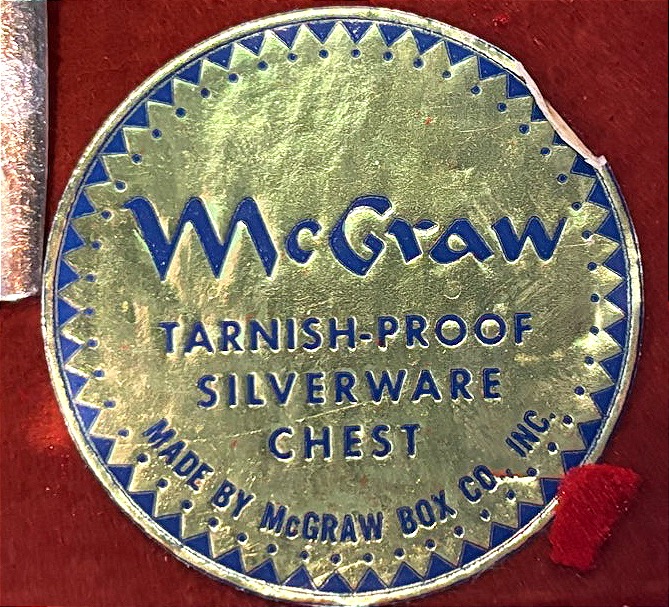 McGraw
TARNISH-PROOF
SILVERWARE
CHEST
MADE BY McGRAW BOX CO., INC.